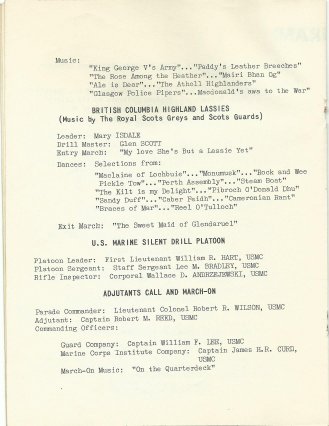 Music:
"King George V's Army"..."Paddy's Leather Breeches"
"The Rose Among the Heather"..."Mairi Bhan Og"
"Ale is Dear"..."The Atholl Highlanders"
"Glasgow Police Pipers"...Macdonald's awa to the War"
BRITISH COLUMBIA HIGHLAND LASSIES
(Music by The Royal Scots Greys and Scots Guards)
Leader: Mary ISDALE
Drill Master: Glen SCOTT
Entry March: "My love She's But a Lassie Yet"
Dances: Selections from:
"Maclaine of Lochbuie"..."Monumusk"..."Rock and Wee
Pickle Tow"..."Perth Assembly"..."Steam Boat"
"The Kilt is my Delight"..."Pibroch O'Donald Dhu
"Sandy Duff"..."Caber Feidh"..."Cameronian Rant"
"Braces of Mar"..."Reel O'Tulloch"
Exit March: "The Sweet Maid of Glendaruel"
U.S. MARINE SILENT DRILL PLATOON
Platoon Leader: First Lieutenant William R. HART, USMC
Platoon Sergeant: Staff Sergeant Lee M. BRADLEY, USMC
Rifle Inspector: Corporal Wallace D. ANDRZEJEWSKI, USMC
ADJUTANTS CALL AND MARCH-ON
Parade Commander: Lieutenant Colonel Robert R. WILSON, USMC
Adjutant: Captain Robert M. REED, USMC
Commanding Officers:
Guard Company: Captain William F. LEE, USMC
Marine Corps Institute Company: Captain James H.R. CURD,
USMC
March-On Music: "On the Quarterdeck"